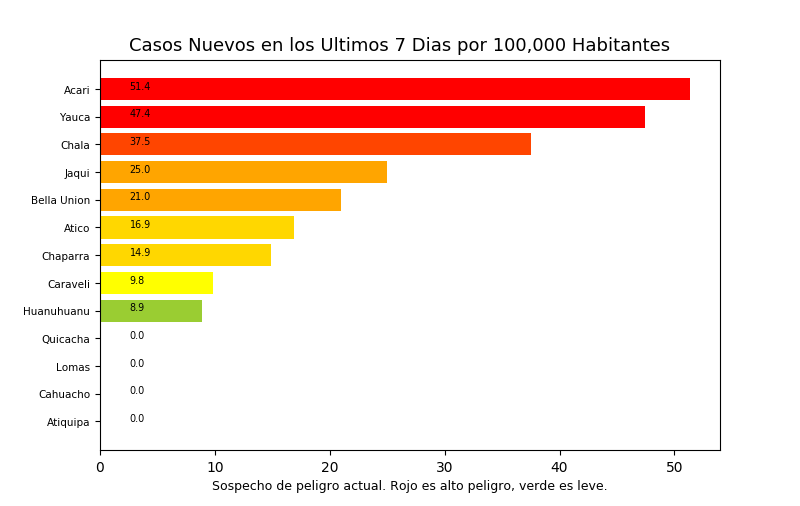 Casos Nuevos en los Ultimos 7 Dias por 100,000 Habitantes
Acari 51.4
Yauca 47.4
Chala 37.5
Jaqui 25.0
Bella Union 21.0
Atico 16.9
Chaparra 14.9
Caraveli 9.8
Huanuhuanu 8.9
Quicacha 0.0
Lomas 0.0
Cahuacho 0.0
Atiquipa 0.0
0 10 20 30 40 50
Sospecho de peligro actual. Rojo es alto peligro, verde es leve.